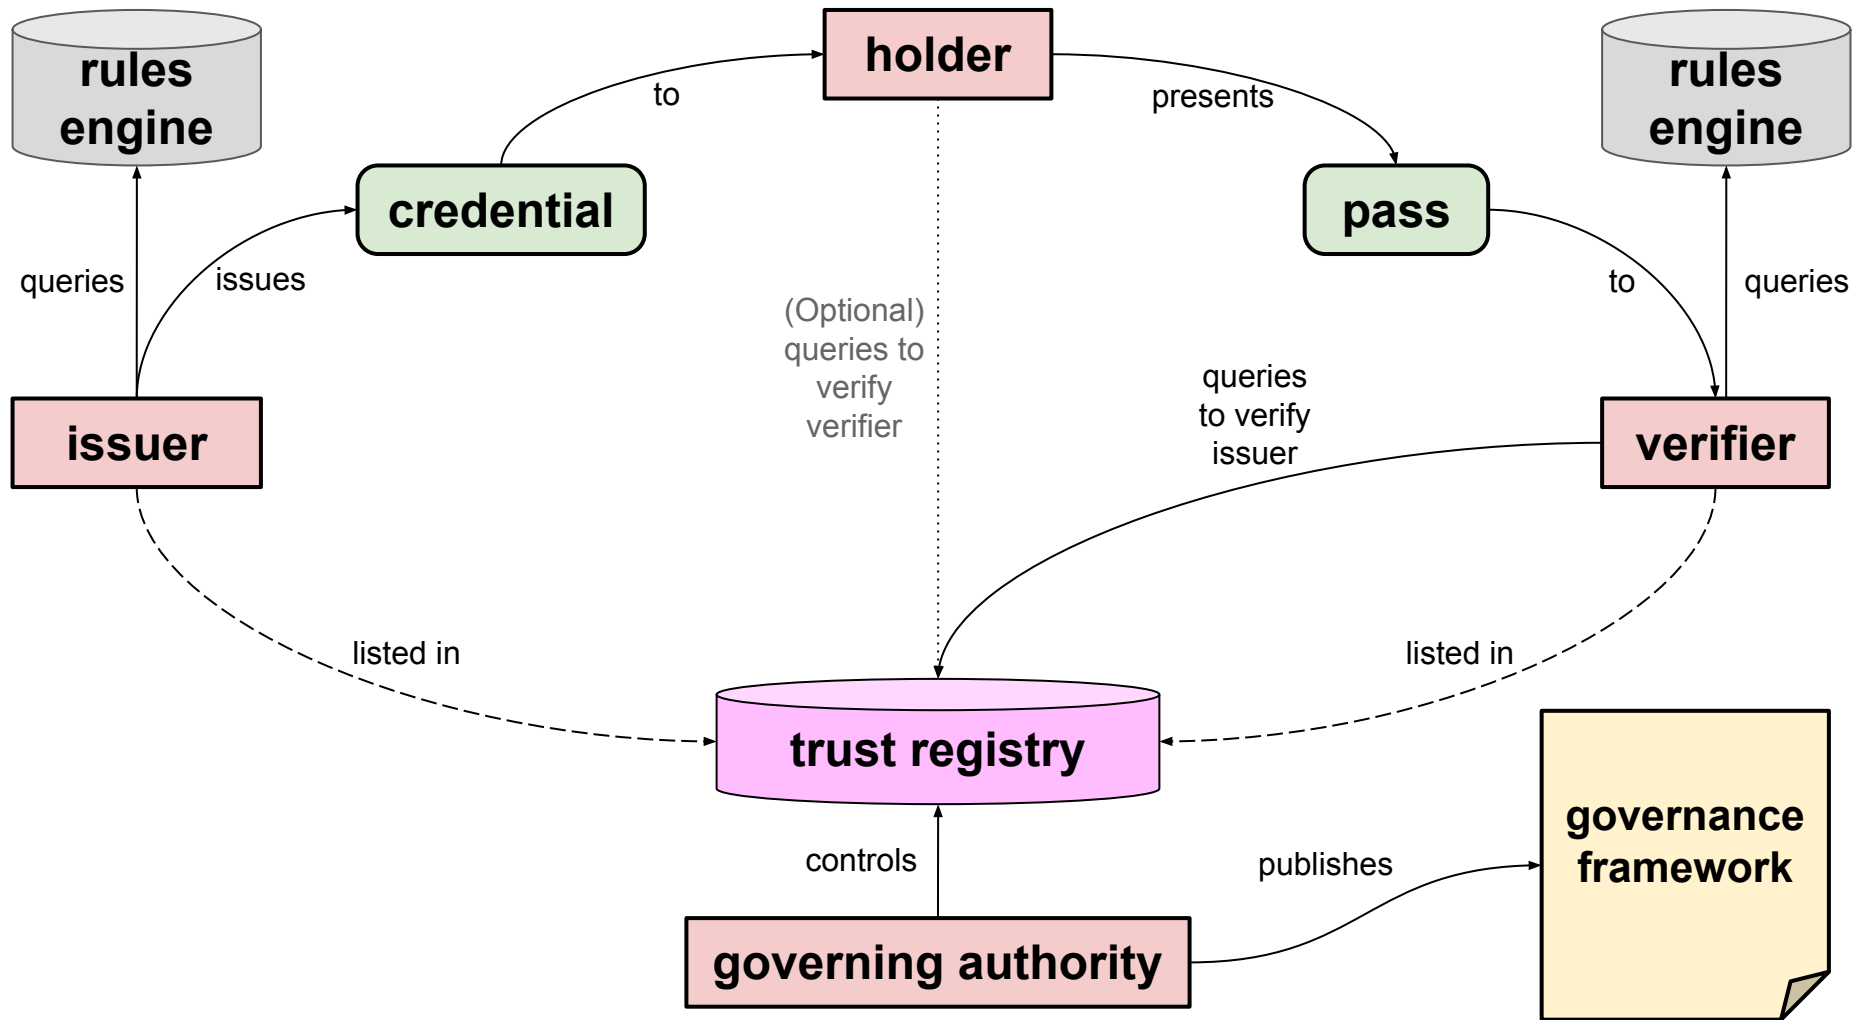 rules
engine
holder
rules
engine
to
presents
credential
pass
queries
issues
to
queries
(Optional)
queries to
verify
verifier
queries
to verify
issuer
issuer
verifier
listed in
listed in
trust registry
governance
framework
controls
publishes
governing authority